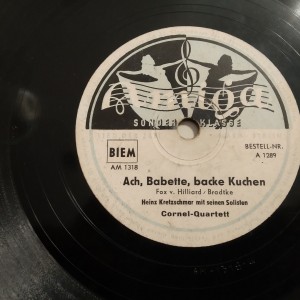 SONDER KLASSE
BIEM
BESTELL-NR.
AM 1318
A 1289
Ach, Babette, backe Kuchen
Fox v. Hilliard / Bradtke
Heinz Kretzschmar mit seinen Solisten
Cornel-Quartett